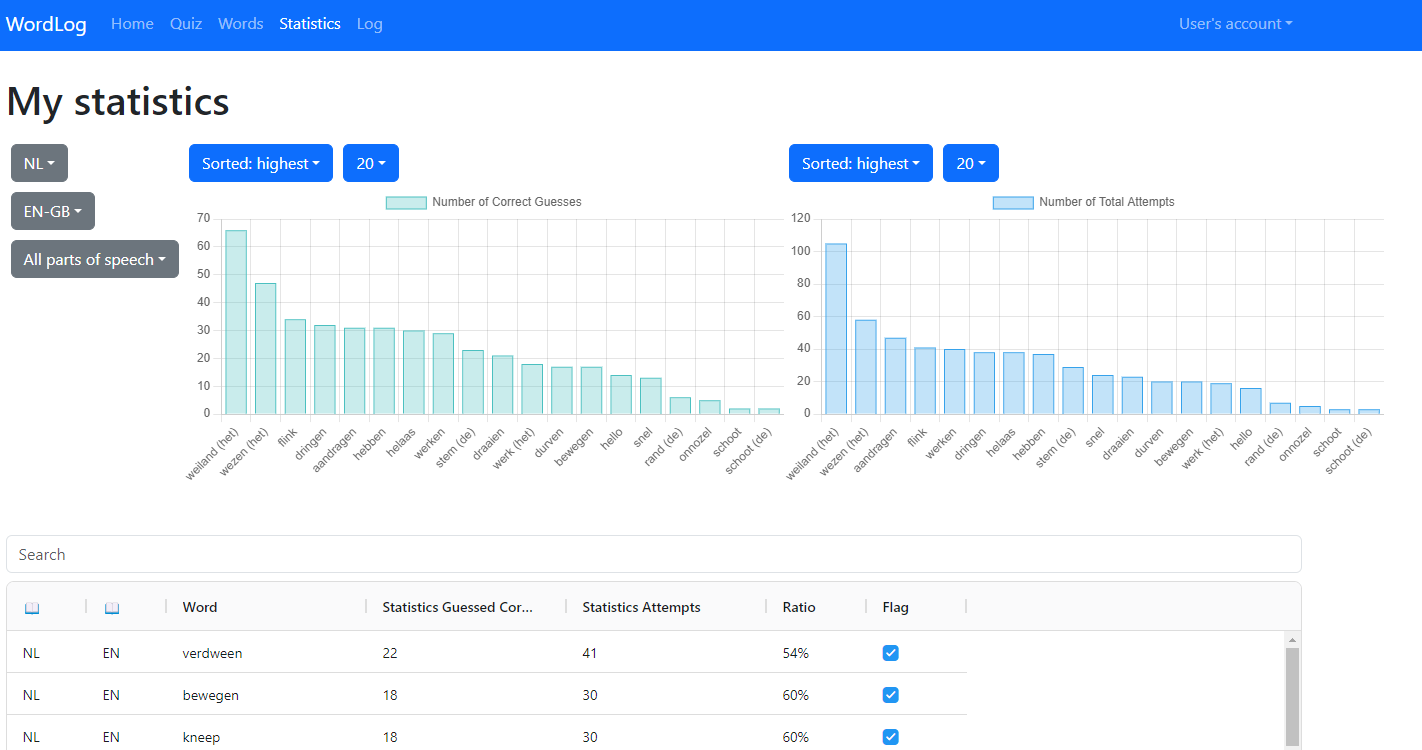 WordLog Home Quiz Words Statistics Log User's account
My statistics
NL
EN-GB
All parts of speech
Sorted: highest 20
Number of Correct Guesses
70
60
50
40
30
20
10
0
weiland (het) wezen (het) flink dringen aandragen hebben helaas werken stem (de) draaien werk (het) durven bewegen hello snel rand (de) onnozel schoot schoot (de)
Sorted: highest 20
Number of Total Attempts
120
100
80
60
40
20
0
weiland (het) wezen (het) aandragen flink werken dringen helaas hebben stem (de) snel draaien durven bewegen werk (het) hello rand (de) onnozel schoot schoot (de)
Search
Word Statistics Guessed Cor... Statistics Attempts Ratio Flag
NL EN verdween 22 41 54%
NL EN bewegen 18 30 60%
NL EN kneep 18 30 60%